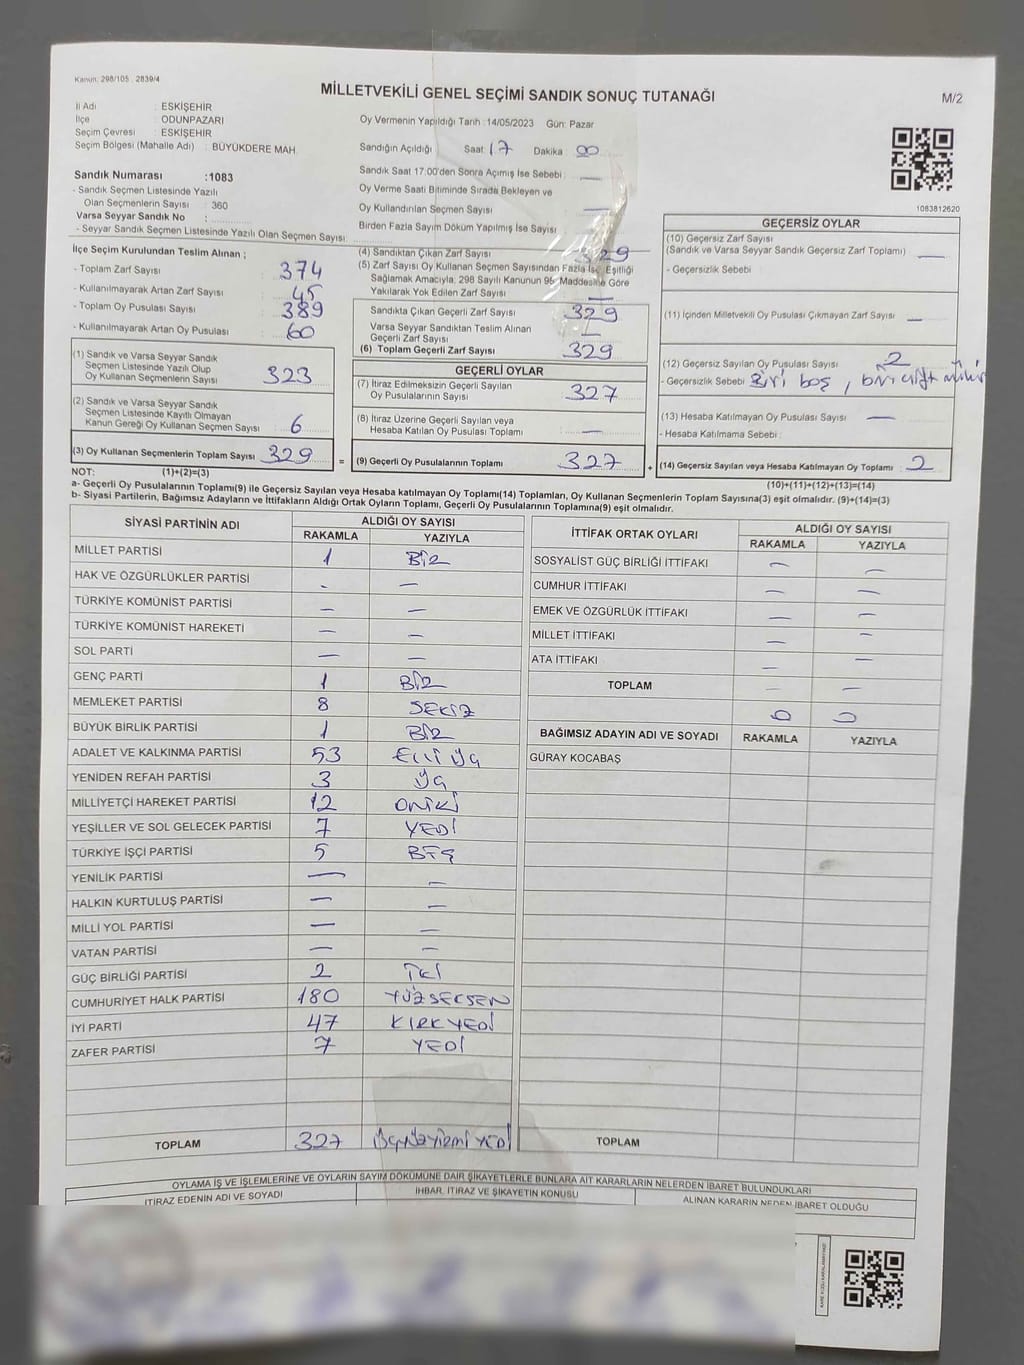 Kanun: 298/105 , 2839/4
MİLLETVEKİLİ GENEL SEÇİMİ SANDIK SONUÇ TUTANAĞI
M/2
İl Adı : ESKİŞEHİR
İlçe : ODUNPAZARI
Seçim Çevresi : ESKİŞEHİR
Seçim Bölgesi (Mahalle Adı) : BÜYÜKDERE MAH.
Sandık Numarası :1083
- Sandık Seçmen Listesinde Yazılı
Olan Seçmenlerin Sayısı : 360
Varsa Seyyar Sandık No :
- Seyyar Sandık Seçmen Listesinde Yazılı Olan Seçmen Sayısı:
Oy Vermenin Yapıldığı Tarih :14/05/2023 Gün: Pazar
Sandığın Açıldığı Saat: 17 Dakika 00
Sandık Saat 17.00'den Sonra Açımış İse Sebebi : —
Oy Verme Saati Bitiminde Sırada Bekleyen ve
Oy Kullandırılan Seçmen Sayısı —
Birden Fazla Sayım Döküm Yapılmış İse Sayısı
1083812620
İlçe Seçim Kurulundan Teslim Alınan ;
- Toplam Zarf Sayısı : 374
- Kullanılmayarak Artan Zarf Sayısı : 45
- Toplam Oy Pusulası Sayısı : 389
- Kullanılmayarak Artan Oy Pusulası : 60
(1) Sandık ve Varsa Seyyar Sandık
Seçmen Listesinde Yazılı Olup
Oy Kullanan Seçmenlerin Sayısı 323
(2) Sandık ve Varsa Seyyar Sandık
Seçmen Listesinde Kayıtlı Olmayan
Kanun Gereği Oy Kullanan Seçmen Sayısı 6
(3) Oy Kullanan Seçmenlerin Toplam Sayısı 329
NOT: (1)+(2)=(3)
(4) Sandıktan Çıkan Zarf Sayısı 329
(5) Zarf Sayısı Oy Kullanan Seçmen Sayısından Fazla İse, Eşitliği
Sağlamak Amacıyla, 298 Sayılı Kanunun 98. Maddesine Göre
Yakılarak Yok Edilen Zarf Sayısı —
Sandıkta Çıkan Geçerli Zarf Sayısı 329
Varsa Seyyar Sandıktan Teslim Alınan
Geçerli Zarf Sayısı —
(6) Toplam Geçerli Zarf Sayısı 329
GEÇERLİ OYLAR
(7) İtiraz Edilmeksizin Geçerli Sayılan
Oy Pusulalarının Sayısı 327
(8) İtiraz Üzerine Geçerli Sayılan veya
Hesaba Katılan Oy Pusulası Toplamı —
= (9) Geçerli Oy Pusulalarının Toplamı 327
GEÇERSİZ OYLAR
(10) Geçersiz Zarf Sayısı
(Sandık ve Varsa Seyyar Sandık Geçersiz Zarf Toplamı) —
- Geçersizlik Sebebi :
(11) İçinden Milletvekili Oy Pusulası Çıkmayan Zarf Sayısı —
(12) Geçersiz Sayılan Oy Pusulası Sayısı 2
- Geçersizlik Sebebi Biri boş, biri çift mühür
(13) Hesaba Katılmayan Oy Pusulası Sayısı —
- Hesaba Katılmama Sebebi :
+ (14) Geçersiz Sayılan veya Hesaba Katılmayan Oy Toplamı 2
(10)+(11)+(12)+(13)=(14)
a- Geçerli Oy Pusulalarının Toplamı(9) ile Geçersiz Sayılan veya Hesaba katılmayan Oy Toplamı(14) Toplamları, Oy Kullanan Seçmenlerin Toplam Sayısına(3) eşit olmalıdır. (9)+(14)=(3)
b- Siyasi Partilerin, Bağımsız Adayların ve İttifakların Aldığı Ortak Oyların Toplamı, Geçerli Oy Pusulalarının Toplamına(9) eşit olmalıdır.
SİYASİ PARTİNİN ADI ALDIĞI OY SAYISI
RAKAMLA YAZIYLA
MİLLET PARTİSİ 1 BİR
HAK VE ÖZGÜRLÜKLER PARTİSİ - —
TÜRKİYE KOMÜNİST PARTİSİ — —
TÜRKİYE KOMÜNİST HAREKETİ — —
SOL PARTİ — —
GENÇ PARTİ 1 BİR
MEMLEKET PARTİSİ 8 SEKİZ
BÜYÜK BİRLİK PARTİSİ 1 BİR
ADALET VE KALKINMA PARTİSİ 53 Elli üç
YENİDEN REFAH PARTİSİ 3 üç
MİLLİYETÇİ HAREKET PARTİSİ 12 ONİKİ
YEŞİLLER VE SOL GELECEK PARTİSİ 7 YEDİ
TÜRKİYE İŞÇİ PARTİSİ 5 BEŞ
YENİLİK PARTİSİ — —
HALKIN KURTULUŞ PARTİSİ — —
MİLLİ YOL PARTİSİ — —
VATAN PARTİSİ — —
GÜÇ BİRLİĞİ PARTİSİ 2 İKİ
CUMHURİYET HALK PARTİSİ 180 YÜZSEKSEN
İYİ PARTİ 47 KIRKYEDİ
ZAFER PARTİSİ 7 YEDİ
TOPLAM 327 üçyüzyirmi YEDİ
İTTİFAK ORTAK OYLARI ALDIĞI OY SAYISI
RAKAMLA YAZIYLA
SOSYALİST GÜÇ BİRLİĞİ İTTİFAKI — —
CUMHUR İTTİFAKI — —
EMEK VE ÖZGÜRLÜK İTTİFAKI — —
MİLLET İTTİFAKI — —
ATA İTTİFAKI — —
TOPLAM — —
0 0
BAĞIMSIZ ADAYIN ADI VE SOYADI RAKAMLA YAZIYLA
GÜRAY KOCABAŞ
TOPLAM
OYLAMA İŞ VE İŞLEMLERİNE VE OYLARIN SAYIM DÖKÜMÜNE DAİR ŞİKAYETLERLE BUNLARA AİT KARARLARIN NELERDEN İBARET BULUNDUKLARI
İTİRAZ EDENİN ADI VE SOYADI İHBAR, İTİRAZ VE ŞİKAYETİN KONUSU ALINAN KARARIN NEDEN İBARET OLDUĞU